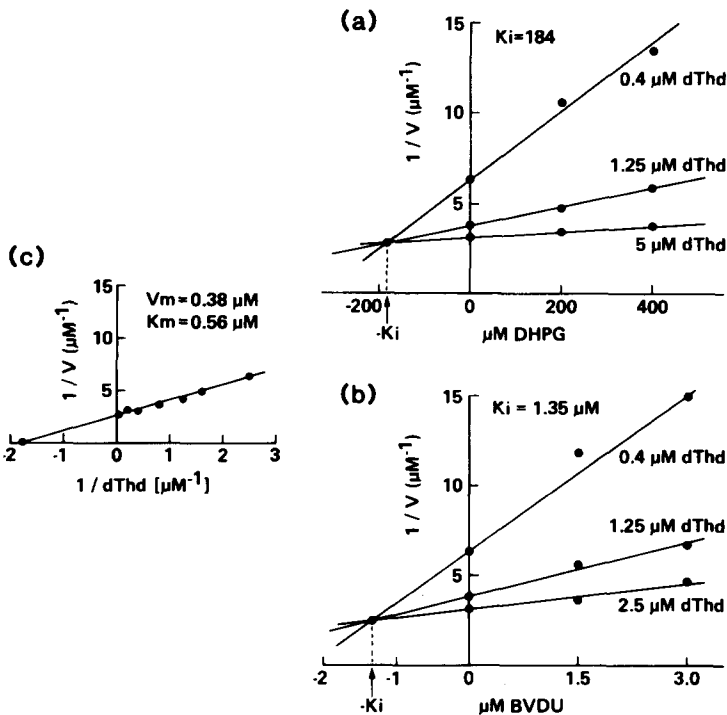 (a)
Ki=184
15
10
5
1 / V (µM⁻¹)
0.4 µM dThd
1.25 µM dThd
5 µM dThd
-200
0
200
400
-Ki
µM DHPG
(c)
Vm=0.38 µM
Km=0.56 µM
15
10
5
1 / V (µM⁻¹)
-2
-1
0
1
2
3
1 / dThd [µM⁻¹]
(b)
Ki = 1.35 µM
15
10
5
1 / V (µM⁻¹)
0.4 µM dThd
1.25 µM dThd
2.5 µM dThd
-2
-1
0
1.5
3.0
-Ki
µM BVDU